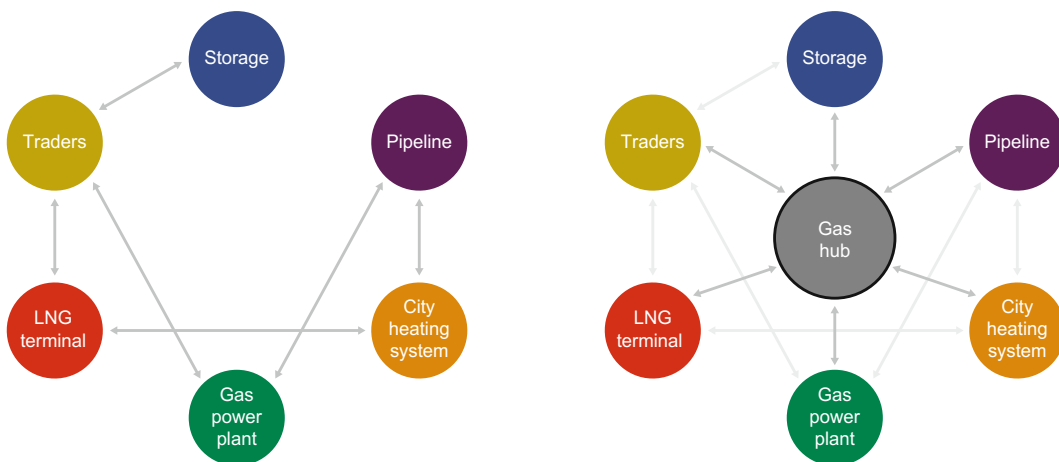 Storage
Traders
Pipeline
LNG
terminal
City
heating
system
Gas
power
plant
Storage
Traders
Pipeline
Gas
hub
LNG
terminal
City
heating
system
Gas
power
plant